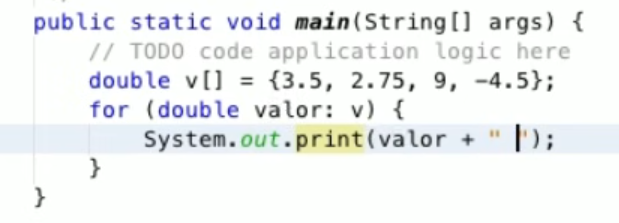 public static void main(String[] args) {
// TODO code application logic here
double v[] = {3.5, 2.75, 9, -4.5};
for (double valor: v) {
System.out.print(valor + " ");
}
}